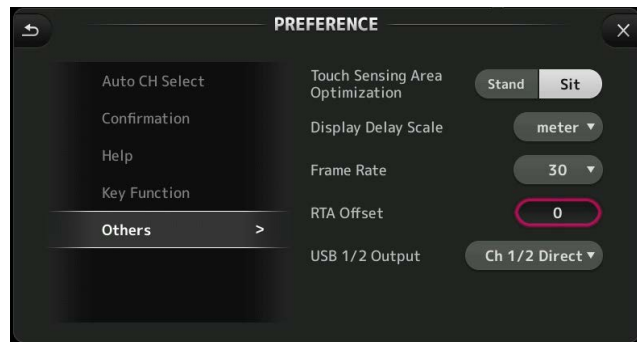 PREFERENCE
Auto CH Select
Confirmation
Help
Key Function
Others >
Touch Sensing Area
Optimization
Stand Sit
Display Delay Scale
meter
Frame Rate
30
RTA Offset
0
USB 1/2 Output
Ch 1/2 Direct